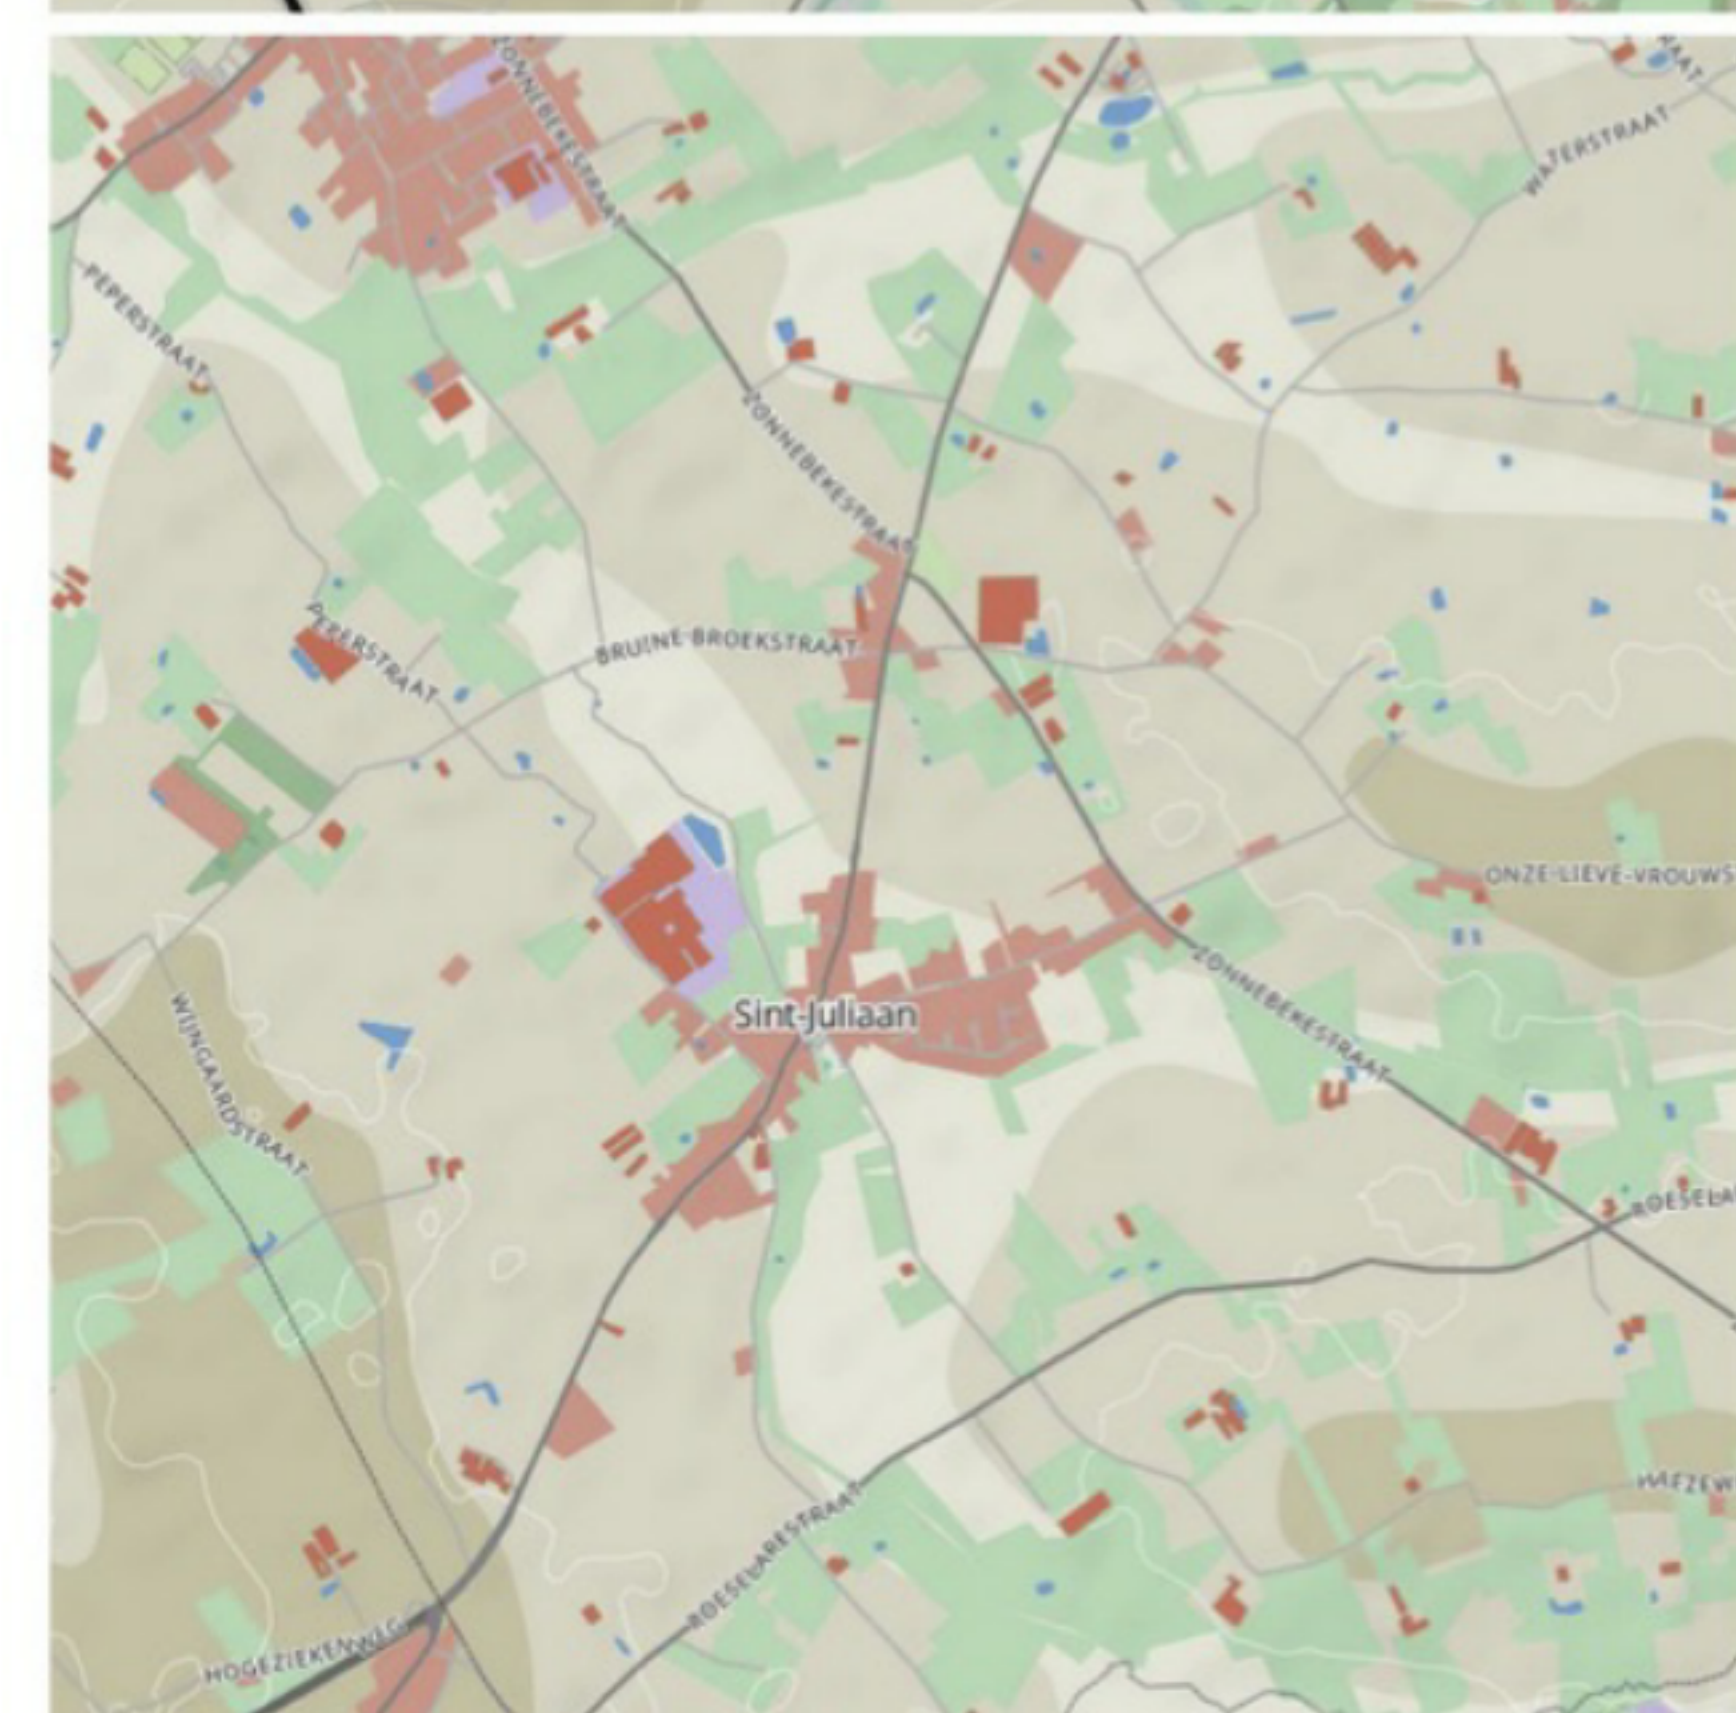 ZONNEBEKESTRAAT
WATERSTRAAT
PEPERSTRAAT
ZONNEBEKESTRAAT
PEPERSTRAAT
BRUINE-BROEKSTRAAT
ONZE-LIEVE-VROUWS
ZONNEBEKESTRAAT
Sint-Juliaan
WIJNGAARDSTRAAT
ROESELA
ROESELARESTRAAT
HOGEZIEKENWEG